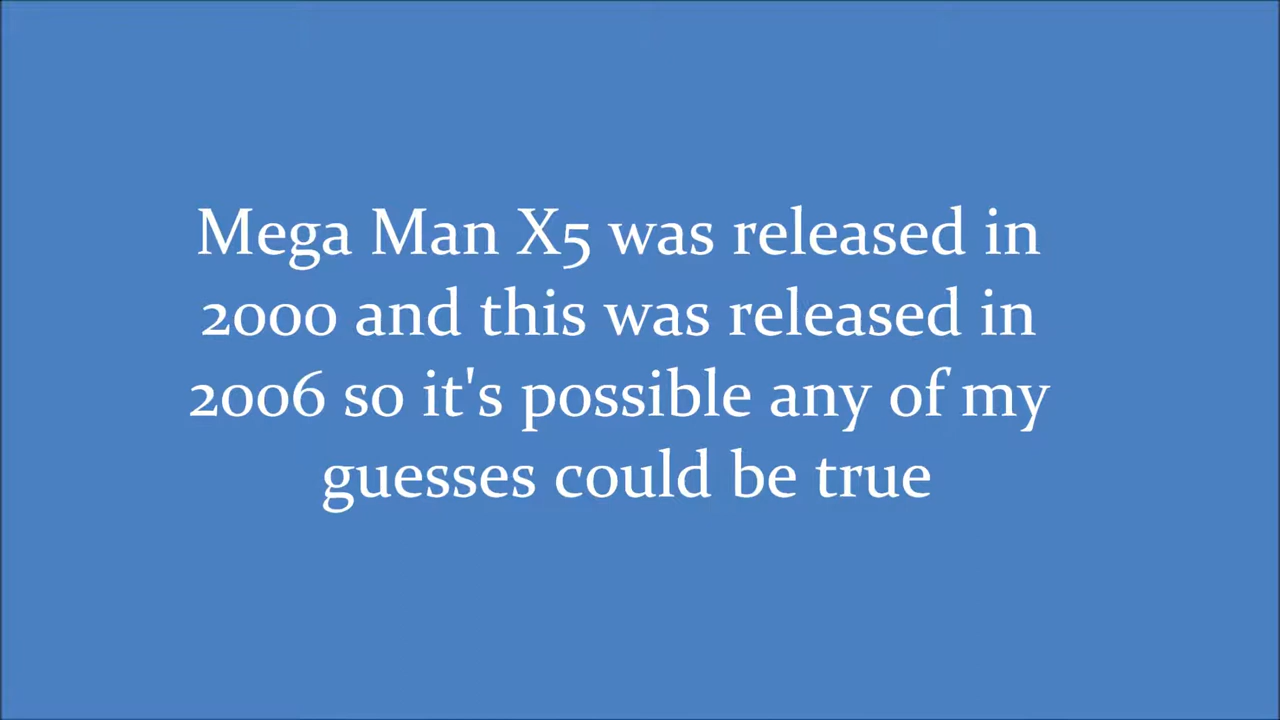 Mega Man X5 was released in
2000 and this was released in
2006 so it's possible any of my
guesses could be true